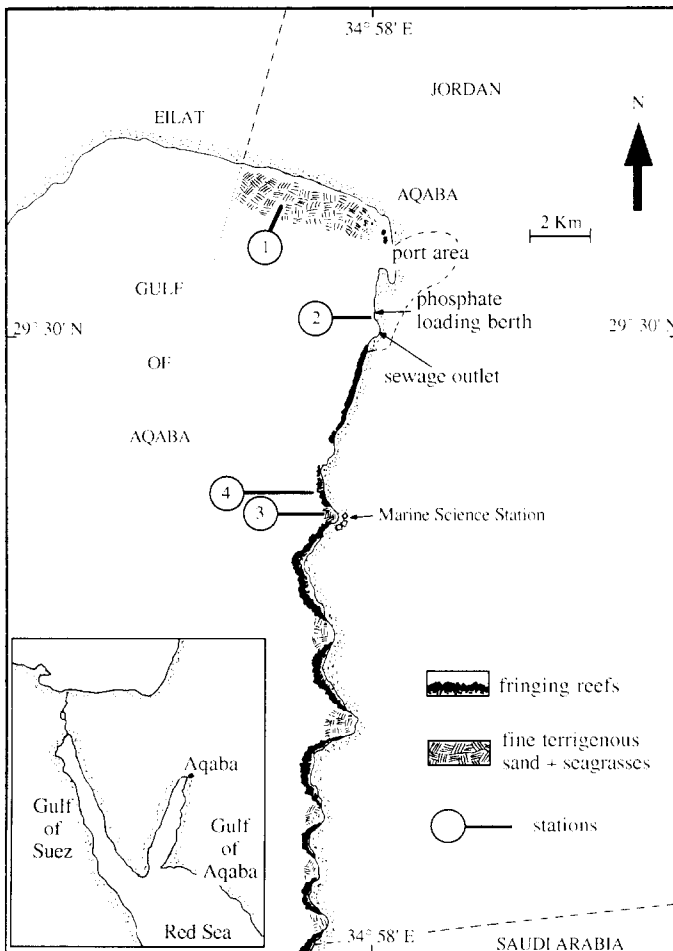 34° 58' E
JORDAN
EILAT
N
AQABA
2 Km
1
port area
GULF
phosphate
loading berth
2
29° 30' N
29° 30' N
sewage outlet
OF
AQABA
4
3
Marine Science Station
fringing reefs
fine terrigenous
sand + seagrasses
stations
Aqaba
Gulf
of
Suez
Gulf
of
Aqaba
Red Sea
34° 58' E
SAUDI ARABIA